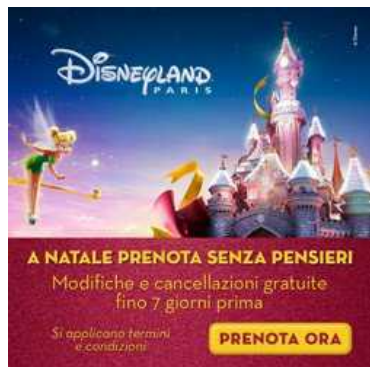 DISNEYLAND
PARIS
A NATALE PRENOTA SENZA PENSIERI
Modifiche e cancellazioni gratuite
fino 7 giorni prima
Si applicano termini
e condizioni
PRENOTA ORA